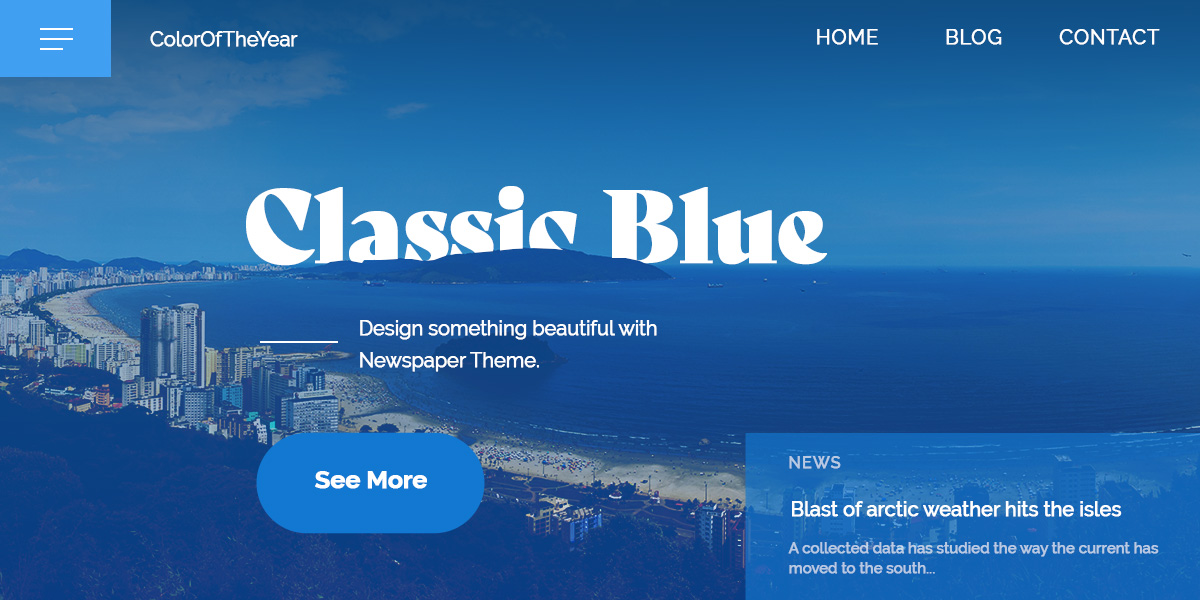 ColorOfTheYear
HOME BLOG CONTACT
Classic Blue
Design something beautiful with
Newspaper Theme.
See More
NEWS
Blast of arctic weather hits the isles
A collected data has studied the way the current has
moved to the south...